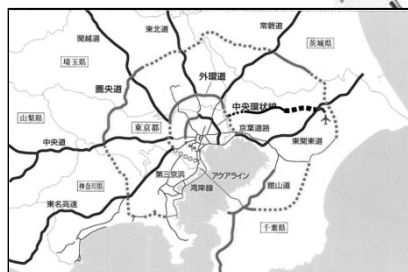 東北道
常磐道
関越道
茨城県
埼玉県
外環道
圏央道
中央環状線
山梨県
東京都
京葉道路
中央道
東関東道
アクアライン
第三京浜
神奈川県
湾岸線
館山道
東名高速
千葉県